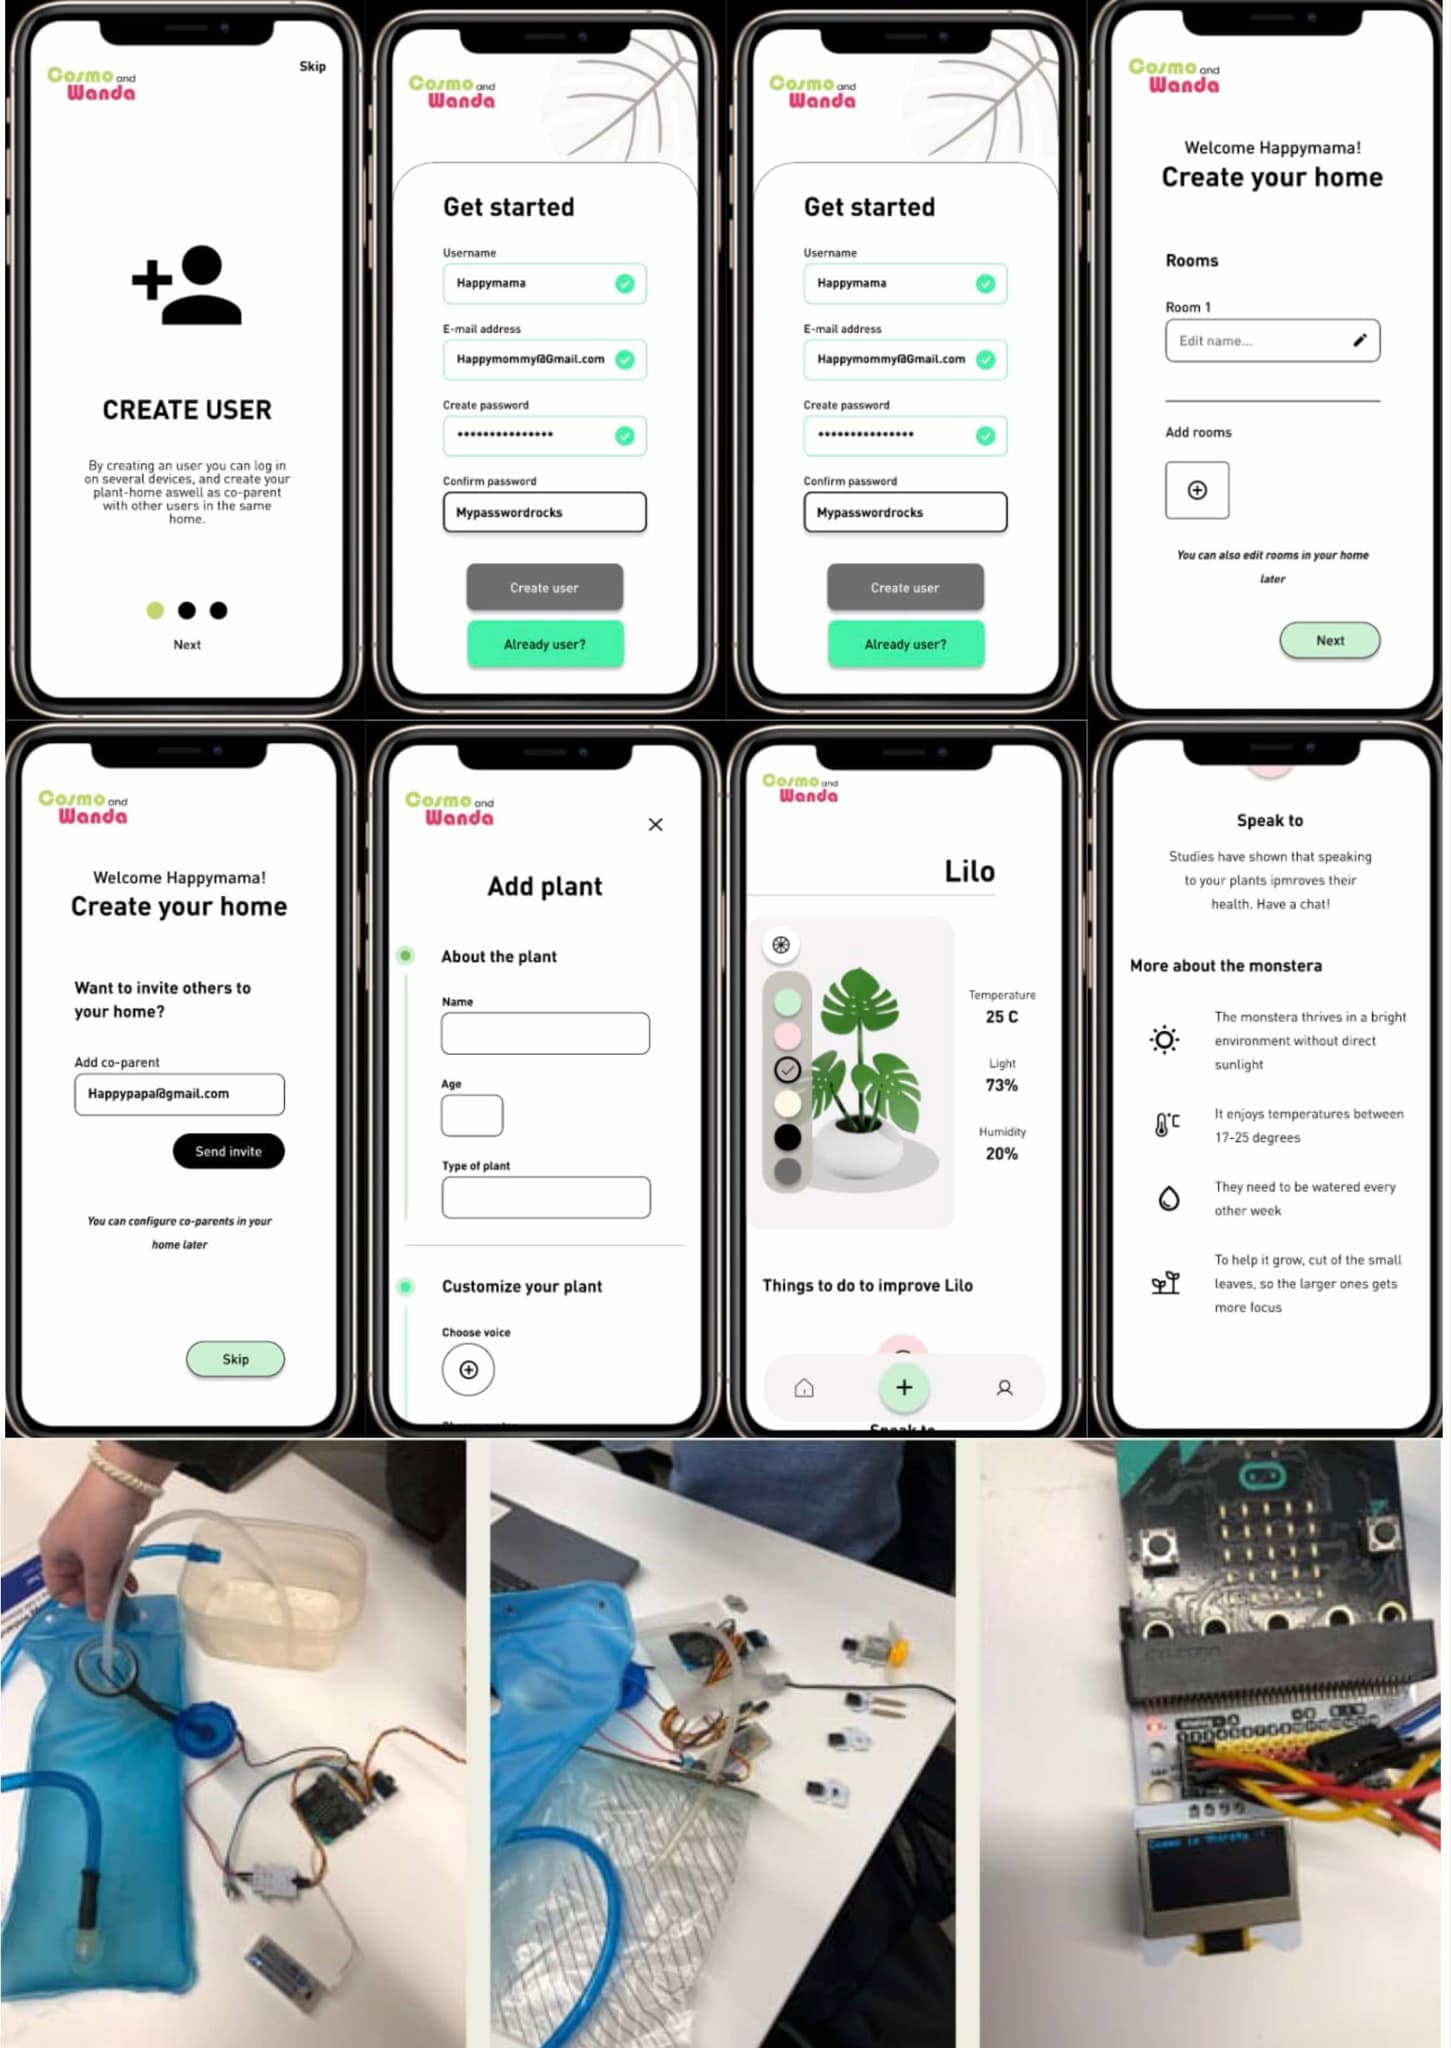 Cosmo and
Wanda
Skip
CREATE USER
By creating an user you can log in
on several devices, and create your
plant-home aswell as co-parent
with other users in the same
home.
Next
Cosmo and
Wanda
Get started
Username
Happymama
E-mail address
Happymommy@Gmail.com
Create password
***************
Confirm password
Mypasswordrocks
Create user
Already user?
Cosmo and
Wanda
Get started
Username
Happymama
E-mail address
Happymommy@Gmail.com
Create password
***************
Confirm password
Mypasswordrocks
Create user
Already user?
Cosmo and
Wanda
Welcome Happymama!
Create your home
Rooms
Room 1
Edit name...
Add rooms
You can also edit rooms in your home
later
Next
Cosmo and
Wanda
Welcome Happymama!
Create your home
Want to invite others to
your home?
Add co-parent
Happypapa@gmail.com
Send invite
You can configure co-parents in your
home later
Skip
Cosmo and
Wanda
Add plant
About the plant
Name
Age
Type of plant
Customize your plant
Choose voice
Cosmo and
Wanda
Lilo
Temperature
25 C
Light
73%
Humidity
20%
Things to do to improve Lilo
Speak to
Speak to
Studies have shown that speaking
to your plants ipmroves their
health. Have a chat!
More about the monstera
The monstera thrives in a bright
environment without direct
sunlight
°C
It enjoys temperatures between
17-25 degrees
They need to be watered every
other week
To help it grow, cut of the small
leaves, so the larger ones gets
more focus
Cosmo is thirsty